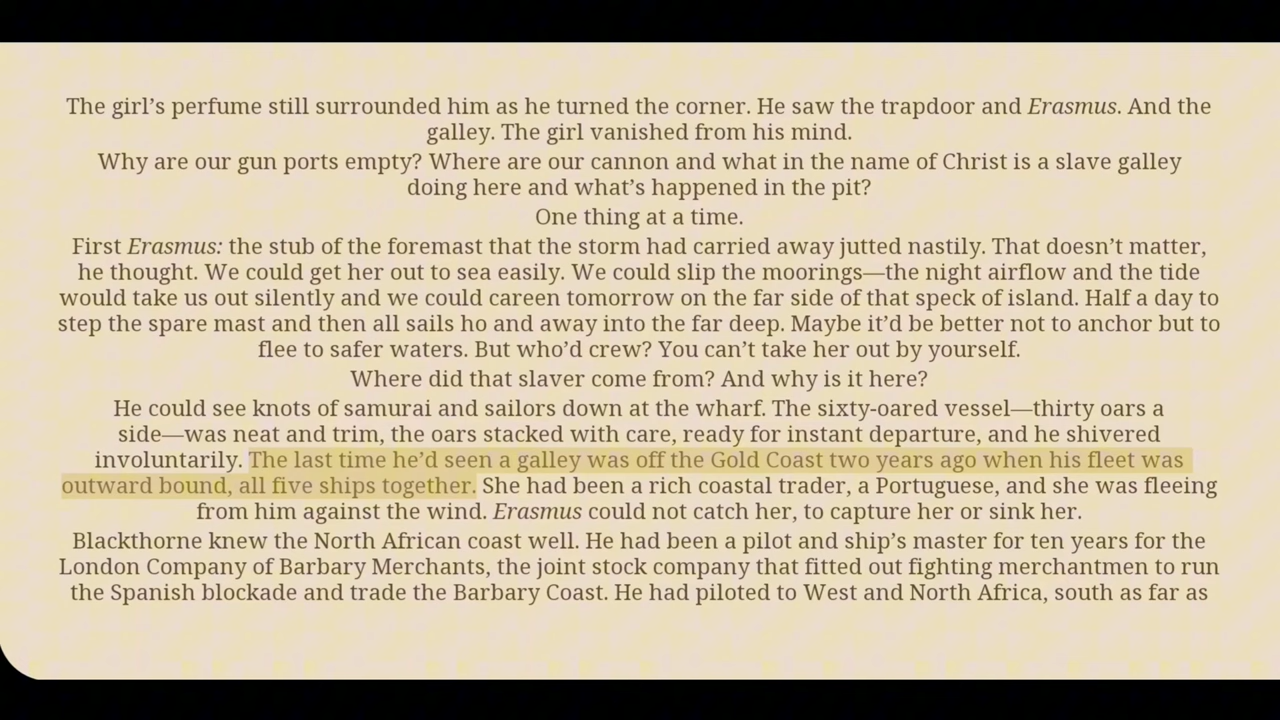 The girl’s perfume still surrounded him as he turned the corner. He saw the trapdoor and Erasmus. And the
galley. The girl vanished from his mind.
Why are our gun ports empty? Where are our cannon and what in the name of Christ is a slave galley
doing here and what’s happened in the pit?
One thing at a time.
First Erasmus: the stub of the foremast that the storm had carried away jutted nastily. That doesn’t matter,
he thought. We could get her out to sea easily. We could slip the moorings—the night airflow and the tide
would take us out silently and we could careen tomorrow on the far side of that speck of island. Half a day to
step the spare mast and then all sails ho and away into the far deep. Maybe it’d be better not to anchor but to
flee to safer waters. But who’d crew? You can’t take her out by yourself.
Where did that slaver come from? And why is it here?
He could see knots of samurai and sailors down at the wharf. The sixty-oared vessel—thirty oars a
side—was neat and trim, the oars stacked with care, ready for instant departure, and he shivered
involuntarily. The last time he’d seen a galley was off the Gold Coast two years ago when his fleet was
outward bound, all five ships together. She had been a rich coastal trader, a Portuguese, and she was fleeing
from him against the wind. Erasmus could not catch her, to capture her or sink her.
Blackthorne knew the North African coast well. He had been a pilot and ship’s master for ten years for the
London Company of Barbary Merchants, the joint stock company that fitted out fighting merchantmen to run
the Spanish blockade and trade the Barbary Coast. He had piloted to West and North Africa, south as far as